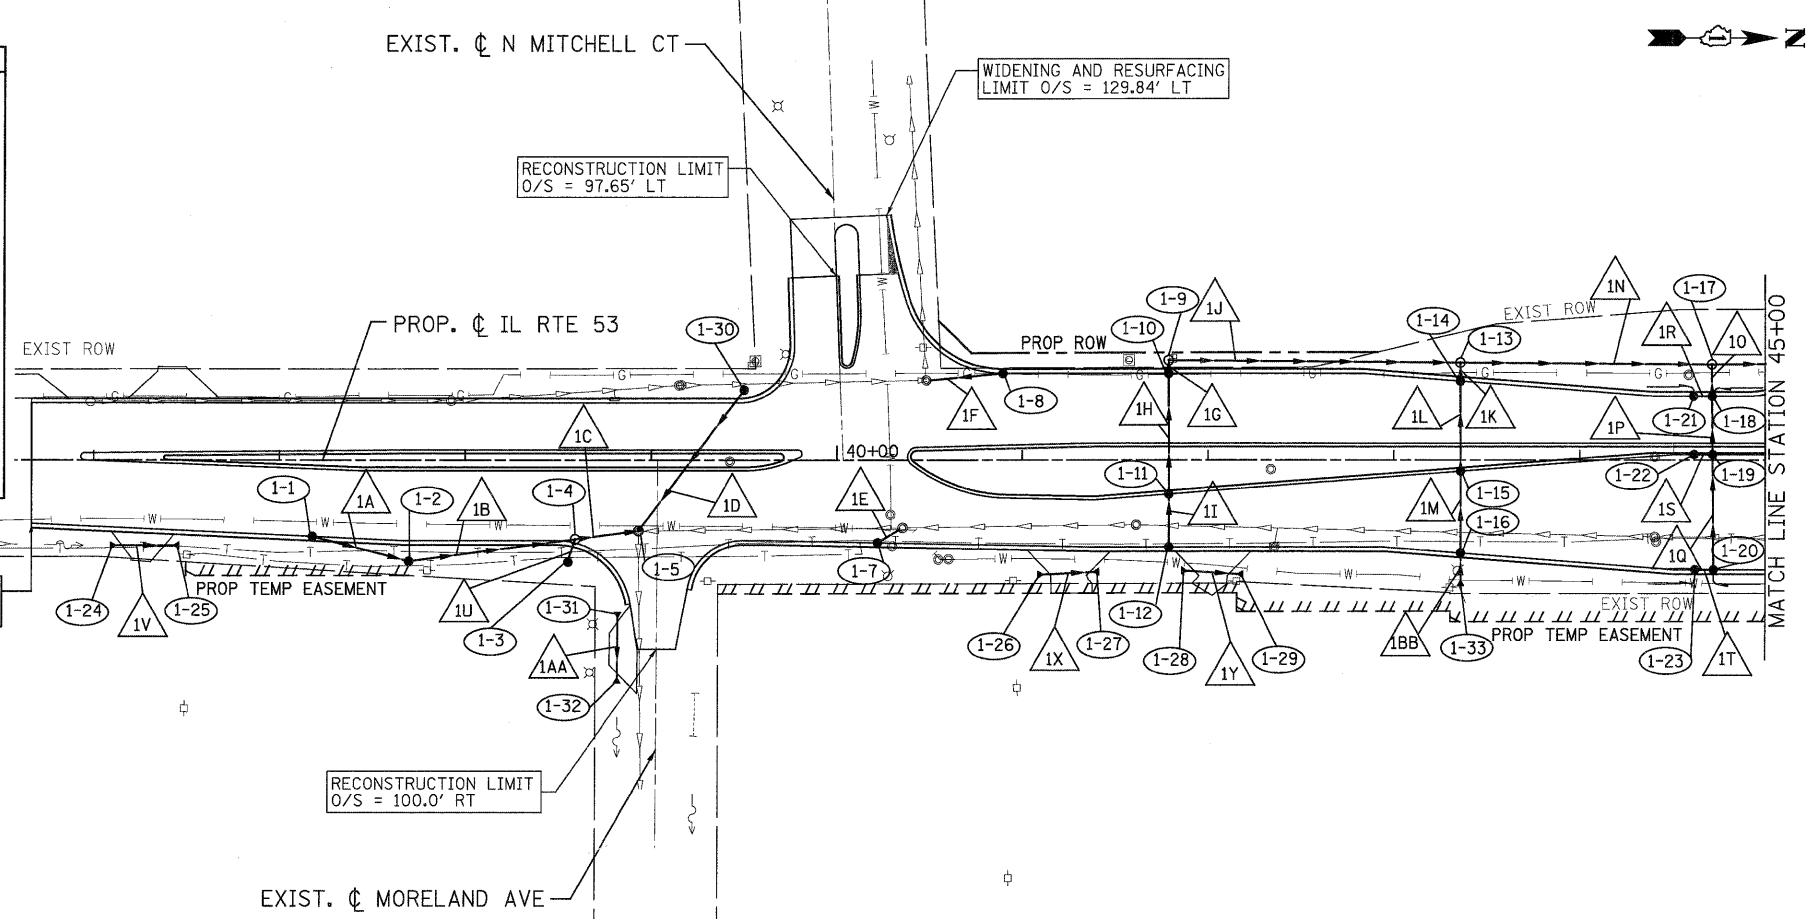 EXIST. ℄ N MITCHELL CT
N
WIDENING AND RESURFACING
LIMIT O/S = 129.84' LT
RECONSTRUCTION LIMIT
O/S = 97.65' LT
PROP. ℄ IL RTE 53
EXIST ROW
1-30
PROP ROW
1-10
1-9
1J
1-14
1-13
EXIST ROW
1N
1-17
1R
1O
1F
1-8
1H
1G
1L
1K
1-21
1P
1-18
1C
40+00
1-1
1A
1-2
1B
1-4
1D
1E
1-11
1I
1M
1-15
1-16
1-22
1S
1-19
MATCH LINE STATION 45+00
PROP TEMP EASEMENT
1-24
1V
1-25
1U
1-3
1-5
1-31
1AA
1-32
1-7
1-26
1X
1-27
1-12
1-28
1Y
1-29
1BB
1-33
1Q
1-20
EXIST ROW
PROP TEMP EASEMENT
1-23
1T
RECONSTRUCTION LIMIT
O/S = 100.0' RT
EXIST. ℄ MORELAND AVE